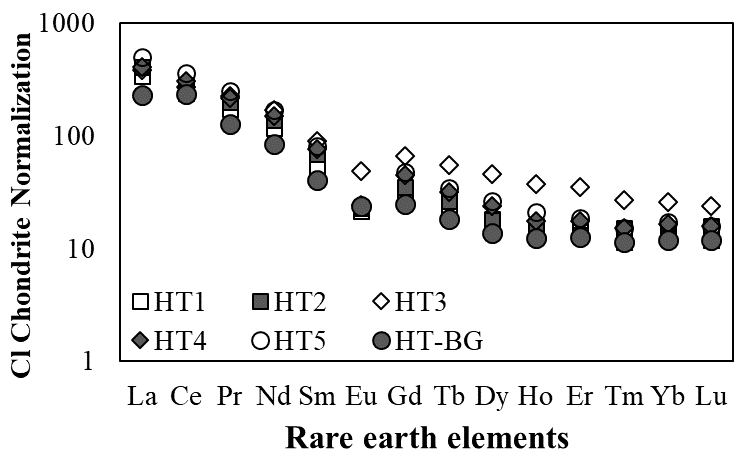 1000
100
10
1
Cl Chondrite Normalization
HT1 HT2 HT3
HT4 HT5 HT-BG
La Ce Pr Nd Sm Eu Gd Tb Dy Ho Er Tm Yb Lu
Rare earth elements